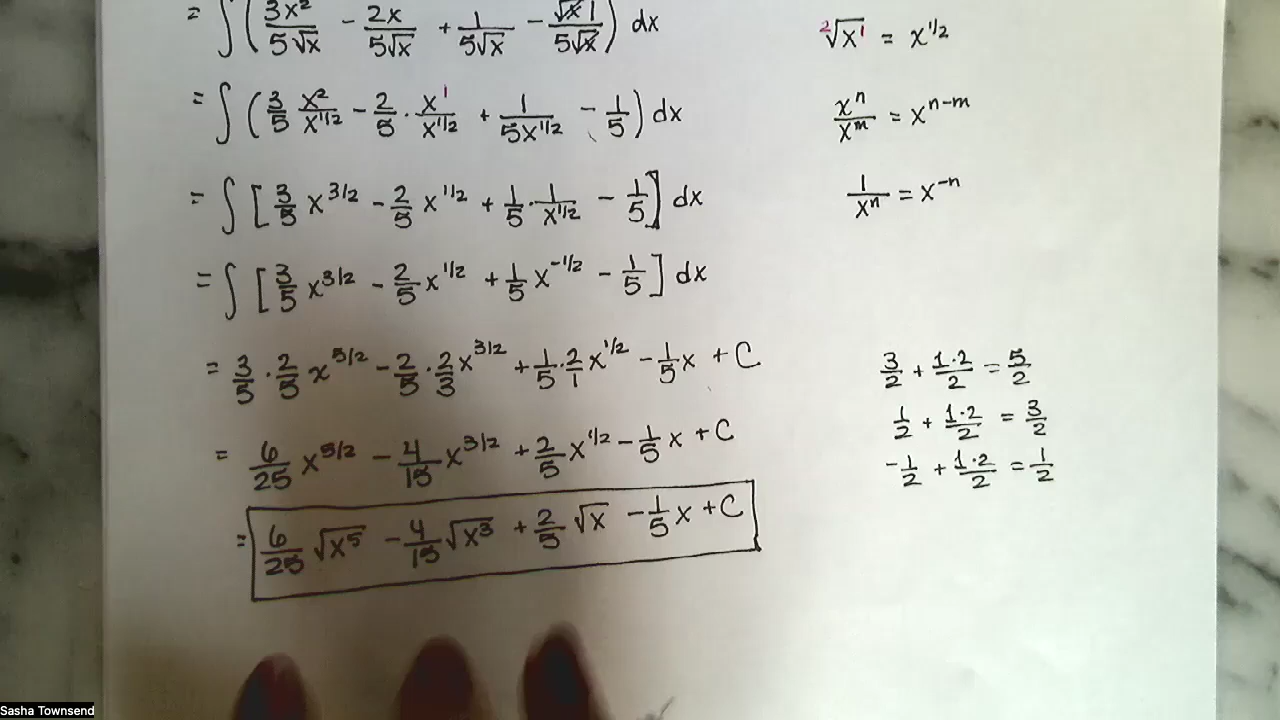 = ∫ (3x²/5√x − 2x/5√x + 1/5√x − √x 1/5√x) dx
= ∫ (3/5 x²/x^1/2 − 2/5 · x^1/x^1/2 + 1/5x^1/2 − 1/5) dx
= ∫ [3/5 x^3/2 − 2/5 x^1/2 + 1/5 · 1/x^1/2 − 1/5] dx
= ∫ [3/5 x^3/2 − 2/5 x^1/2 + 1/5 x^-1/2 − 1/5] dx
= 3/5 · 2/5 x^5/2 − 2/5 · 2/3 x^3/2 + 1/5 · 2/1 x^1/2 − 1/5 x + C
= 6/25 x^5/2 − 4/15 x^3/2 + 2/5 x^1/2 − 1/5 x + C
= 6/25 √x⁵ − 4/15 √x³ + 2/5 √x − 1/5 x + C
²√x¹ = x^1/2
xⁿ/x^m = x^n−m
1/xⁿ = x^−n
3/2 + 1·2/2 = 5/2
1/2 + 1·2/2 = 3/2
−1/2 + 1·2/2 = 1/2
Sasha Townsend